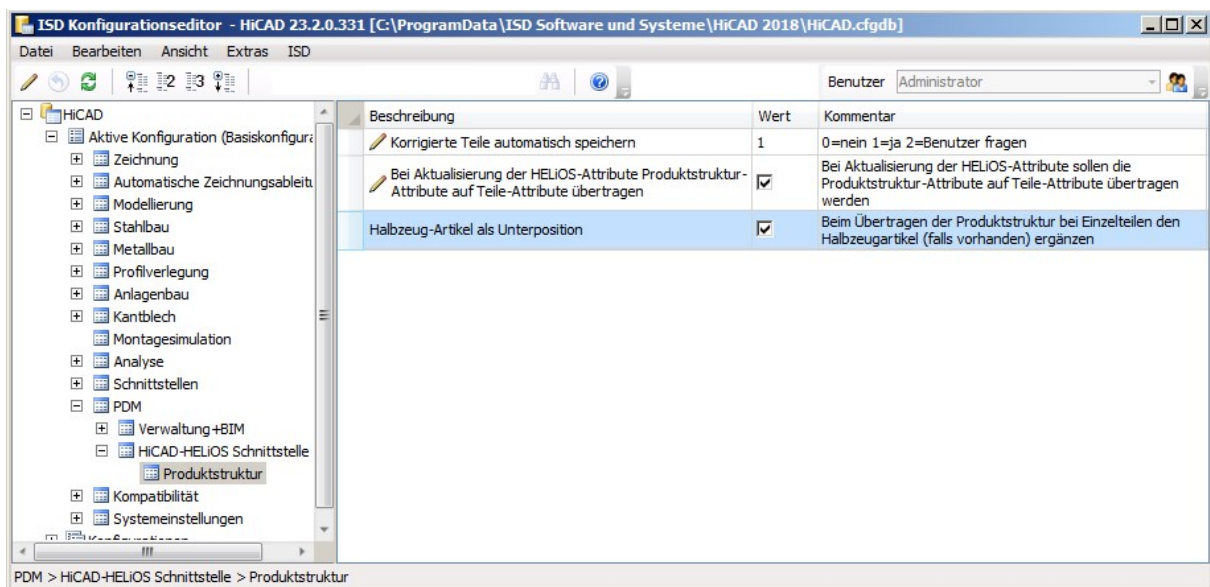 ISD Konfigurationseditor - HiCAD 23.2.0.331 [C:\ProgramData\ISD Software und Systeme\HiCAD 2018\HiCAD.cfgdb]
Datei Bearbeiten Ansicht Extras ISD
Benutzer Administrator
HiCAD
Aktive Konfiguration (Basiskonfigura
Zeichnung
Automatische Zeichnungsableitu
Modellierung
Stahlbau
Metallbau
Profilverlegung
Anlagenbau
Kantblech
Montagesimulation
Analyse
Schnittstellen
PDM
Verwaltung+BIM
HiCAD-HELiOS Schnittstelle
Produktstruktur
Kompatibilität
Systemeinstellungen
Konfigurationen
Beschreibung Wert Kommentar
Korrigierte Teile automatisch speichern 1 0=nein 1=ja 2=Benutzer fragen
Bei Aktualisierung der HELiOS-Attribute Produktstruktur-
Attribute auf Teile-Attribute übertragen
Bei Aktualisierung der HELiOS-Attribute sollen die
Produktstruktur-Attribute auf Teile-Attribute übertragen
werden
Halbzeug-Artikel als Unterposition
Beim Übertragen der Produktstruktur bei Einzelteilen den
Halbzeugartikel (falls vorhanden) ergänzen
PDM > HiCAD-HELiOS Schnittstelle > Produktstruktur